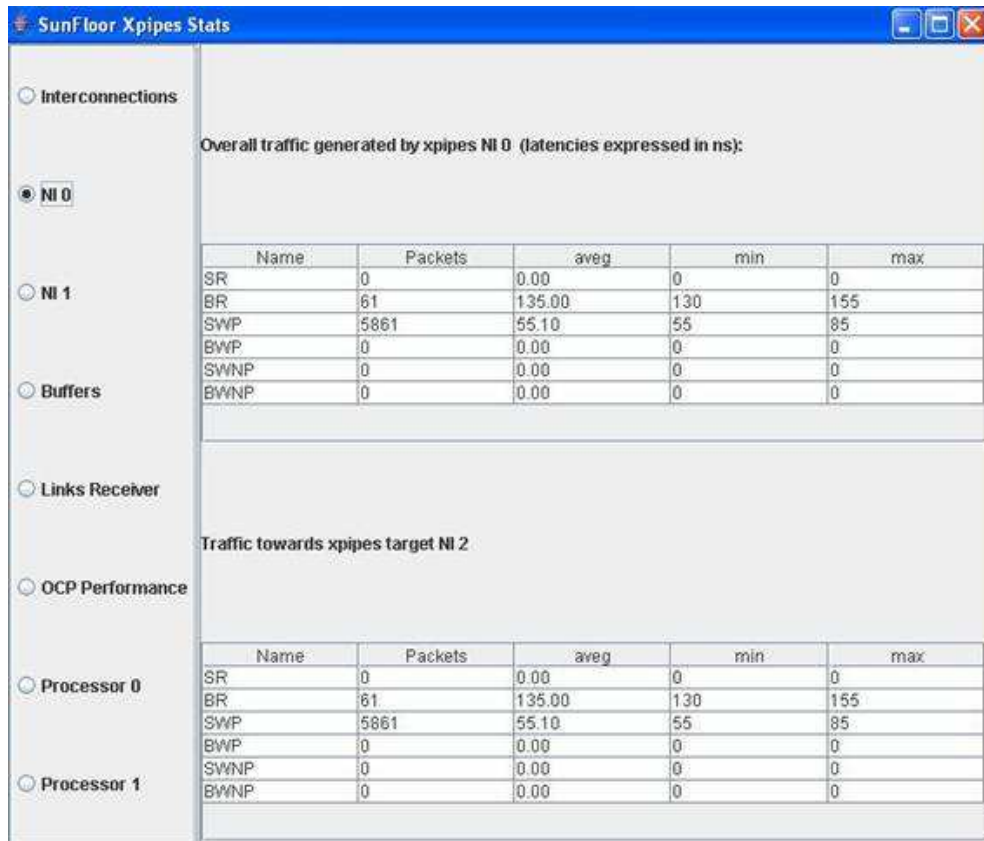 SunFloor Xpipes Stats
Interconnections
NI 0
NI 1
Buffers
Links Receiver
OCP Performance
Processor 0
Processor 1
Overall traffic generated by xpipes NI 0 (latencies expressed in ns):
Name Packets aveg min max
SR 0 0.00 0 0
BR 61 135.00 130 155
SWP 5861 55.10 55 85
BWP 0 0.00 0 0
SWNP 0 0.00 0 0
BWNP 0 0.00 0 0
Traffic towards xpipes target NI 2
Name Packets aveg min max
SR 0 0.00 0 0
BR 61 135.00 130 155
SWP 5861 55.10 55 85
BWP 0 0.00 0 0
SWNP 0 0.00 0 0
BWNP 0 0.00 0 0